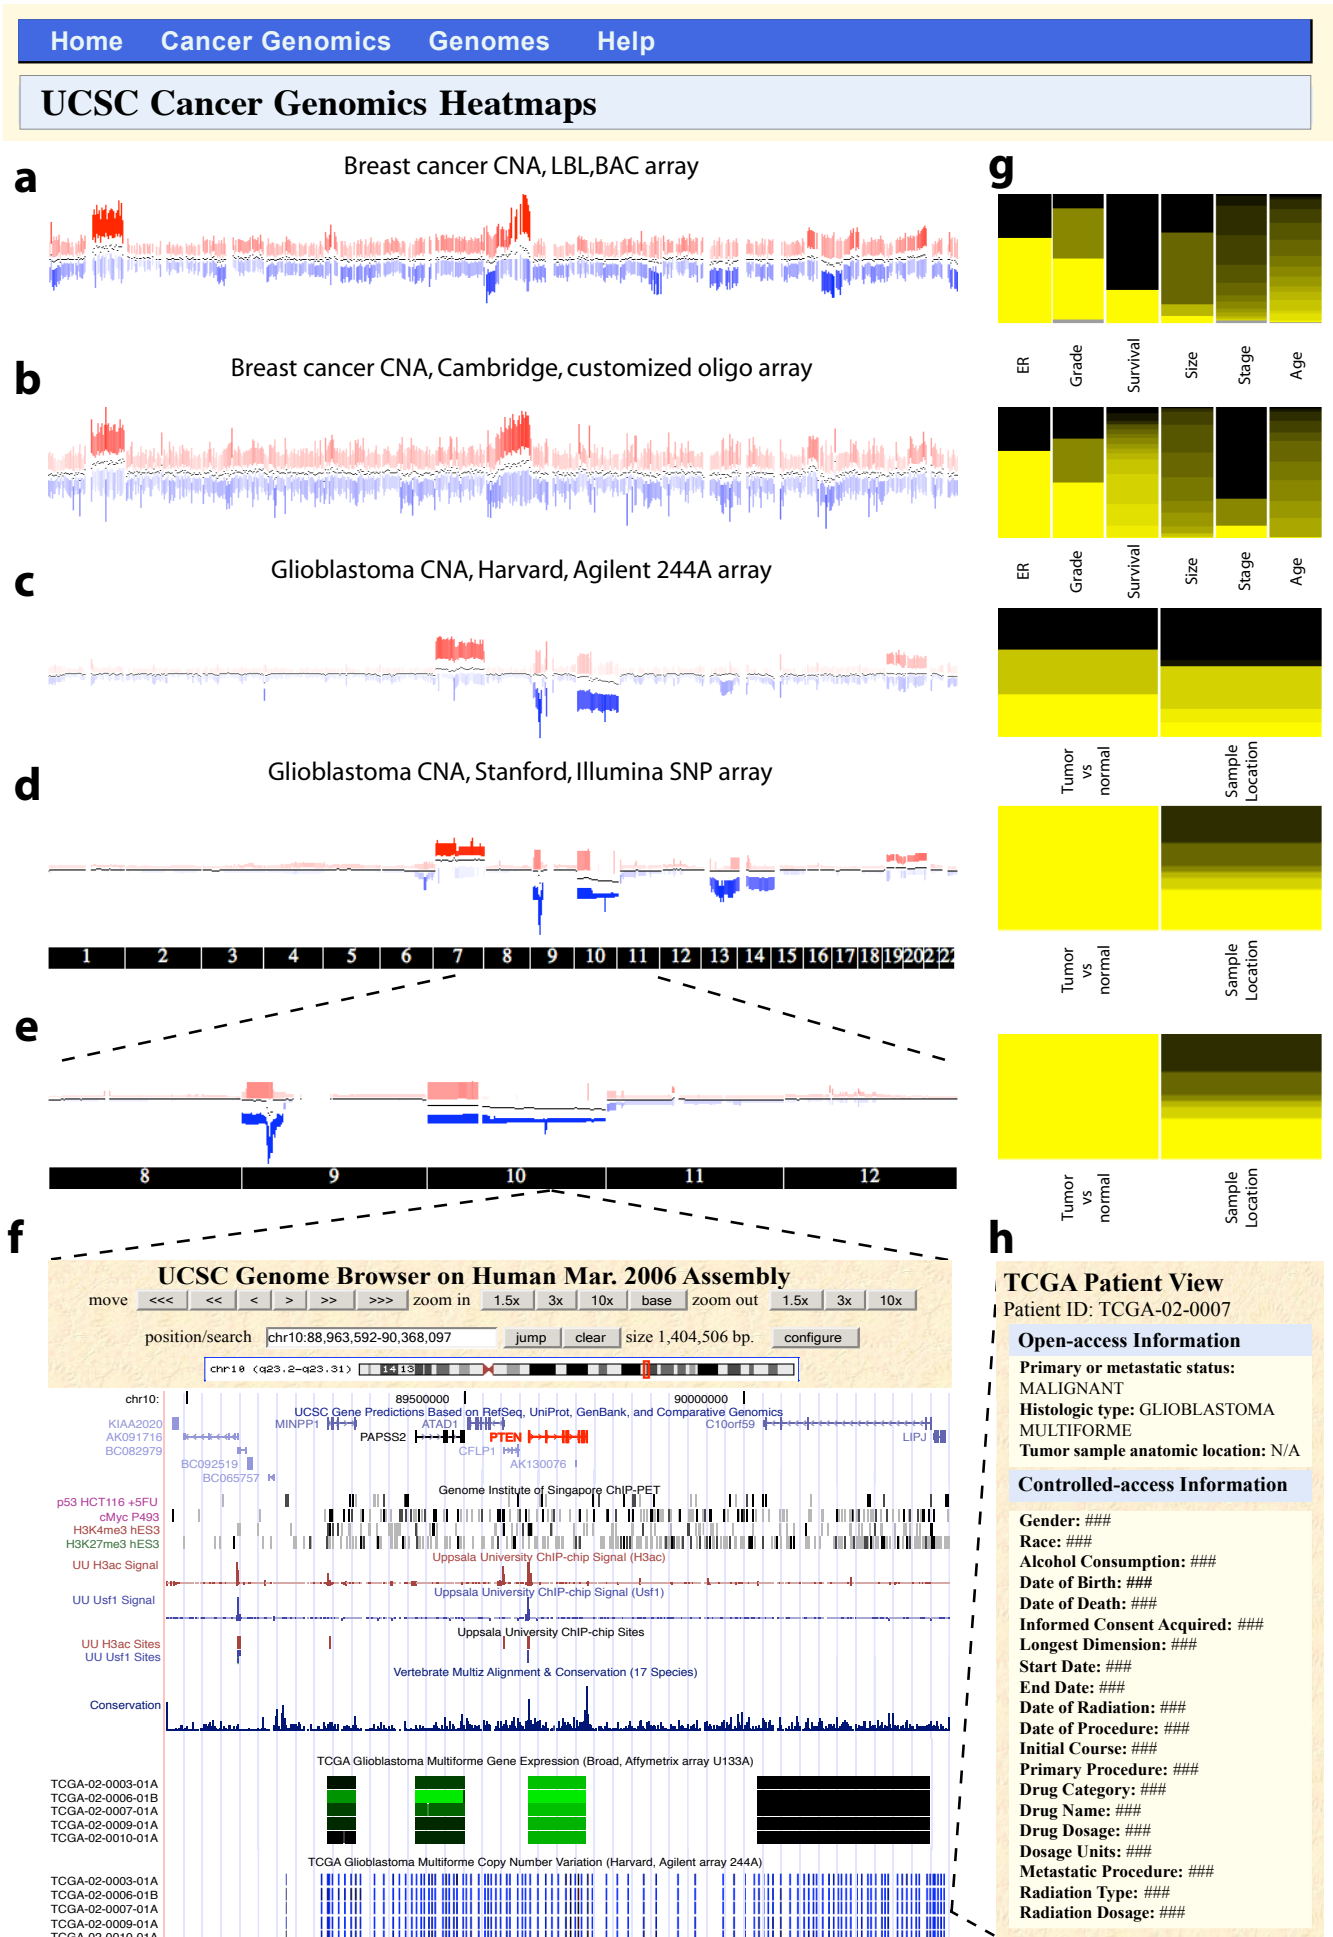 Home Cancer Genomics Genomes Help
UCSC Cancer Genomics Heatmaps
a
Breast cancer CNA, LBL,BAC array
b
Breast cancer CNA, Cambridge, customized oligo array
c
Glioblastoma CNA, Harvard, Agilent 244A array
d
Glioblastoma CNA, Stanford, Illumina SNP array
1 2 3 4 5 6 7 8 9 10 11 12 13 14 15 16 17 18 19 20 21 22
e
8 9 10 11 12
f
UCSC Genome Browser on Human Mar. 2006 Assembly
move <<< << < > >> >>> zoom in 1.5x 3x 10x base zoom out 1.5x 3x 10x
position/search chr10:88,963,592-90,368,097 jump clear size 1,404,506 bp. configure
chr10 (q23.2-q23.31) 14 13
chr10: 89500000 90000000
UCSC Gene Predictions Based on RefSeq, UniProt, GenBank, and Comparative Genomics
KIAA2020 MINPP1 ATAD1 C10orf59
AK091716 PAPSS2 PTEN LIPJ
BC082979 CFLP1
BC092519 AK130076
BC065757
Genome Institute of Singapore ChIP-PET
p53 HCT116 +5FU
cMyc P493
H3K4me3 hES3
H3K27me3 hES3
Uppsala University ChIP-chip Signal (H3ac)
UU H3ac Signal
Uppsala University ChIP-chip Signal (Usf1)
UU Usf1 Signal
Uppsala University ChIP-chip Sites
UU H3ac Sites
UU Usf1 Sites
Vertebrate Multiz Alignment & Conservation (17 Species)
Conservation
TCGA Glioblastoma Multiforme Gene Expression (Broad, Affymetrix array U133A)
TCGA-02-0003-01A
TCGA-02-0006-01B
TCGA-02-0007-01A
TCGA-02-0009-01A
TCGA-02-0010-01A
TCGA Glioblastoma Multiforme Copy Number Variation (Harvard, Agilent array 244A)
TCGA-02-0003-01A
TCGA-02-0006-01B
TCGA-02-0007-01A
TCGA-02-0009-01A
TCGA-02-0010-01A
g
ER Grade Survival Size Stage Age
ER Grade Survival Size Stage Age
Tumor
vs
normal
Sample
Location
Tumor
vs
normal
Sample
Location
Tumor
vs
normal
Sample
Location
h
TCGA Patient View
Patient ID: TCGA-02-0007
Open-access Information
Primary or metastatic status:
MALIGNANT
Histologic type: GLIOBLASTOMA
MULTIFORME
Tumor sample anatomic location: N/A
Controlled-access Information
Gender: ###
Race: ###
Alcohol Consumption: ###
Date of Birth: ###
Date of Death: ###
Informed Consent Acquired: ###
Longest Dimension: ###
Start Date: ###
End Date: ###
Date of Radiation: ###
Date of Procedure: ###
Initial Course: ###
Primary Procedure: ###
Drug Category: ###
Drug Name: ###
Drug Dosage: ###
Dosage Units: ###
Metastatic Procedure: ###
Radiation Type: ###
Radiation Dosage: ###